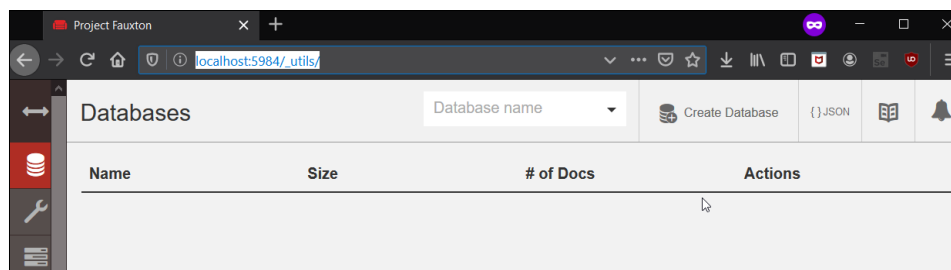 Project Fauxton
localhost:5984/_utils/
Databases
Database name
Create Database
{ } JSON
Name Size # of Docs Actions